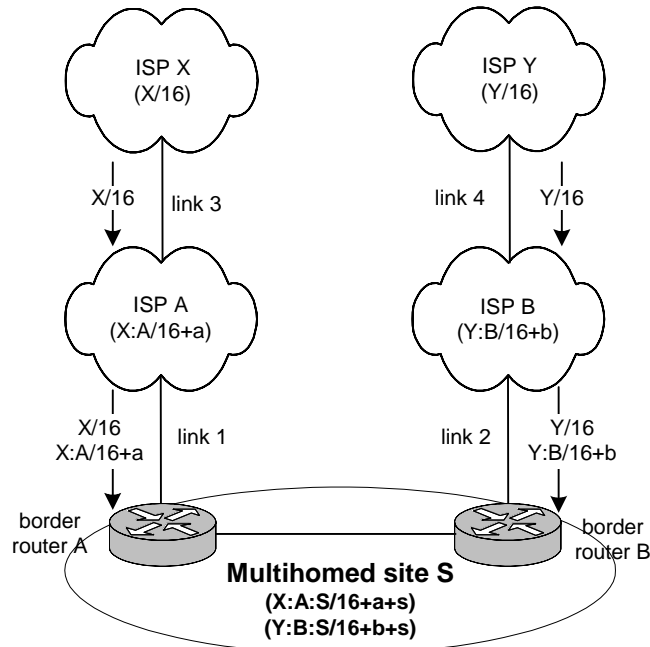 ISP X
(X/16)
ISP Y
(Y/16)
X/16
link 3
link 4
Y/16
ISP A
(X:A/16+a)
ISP B
(Y:B/16+b)
X/16
X:A/16+a
link 1
link 2
Y/16
Y:B/16+b
border
router A
border
router B
Multihomed site S
(X:A:S/16+a+s)
(Y:B:S/16+b+s)